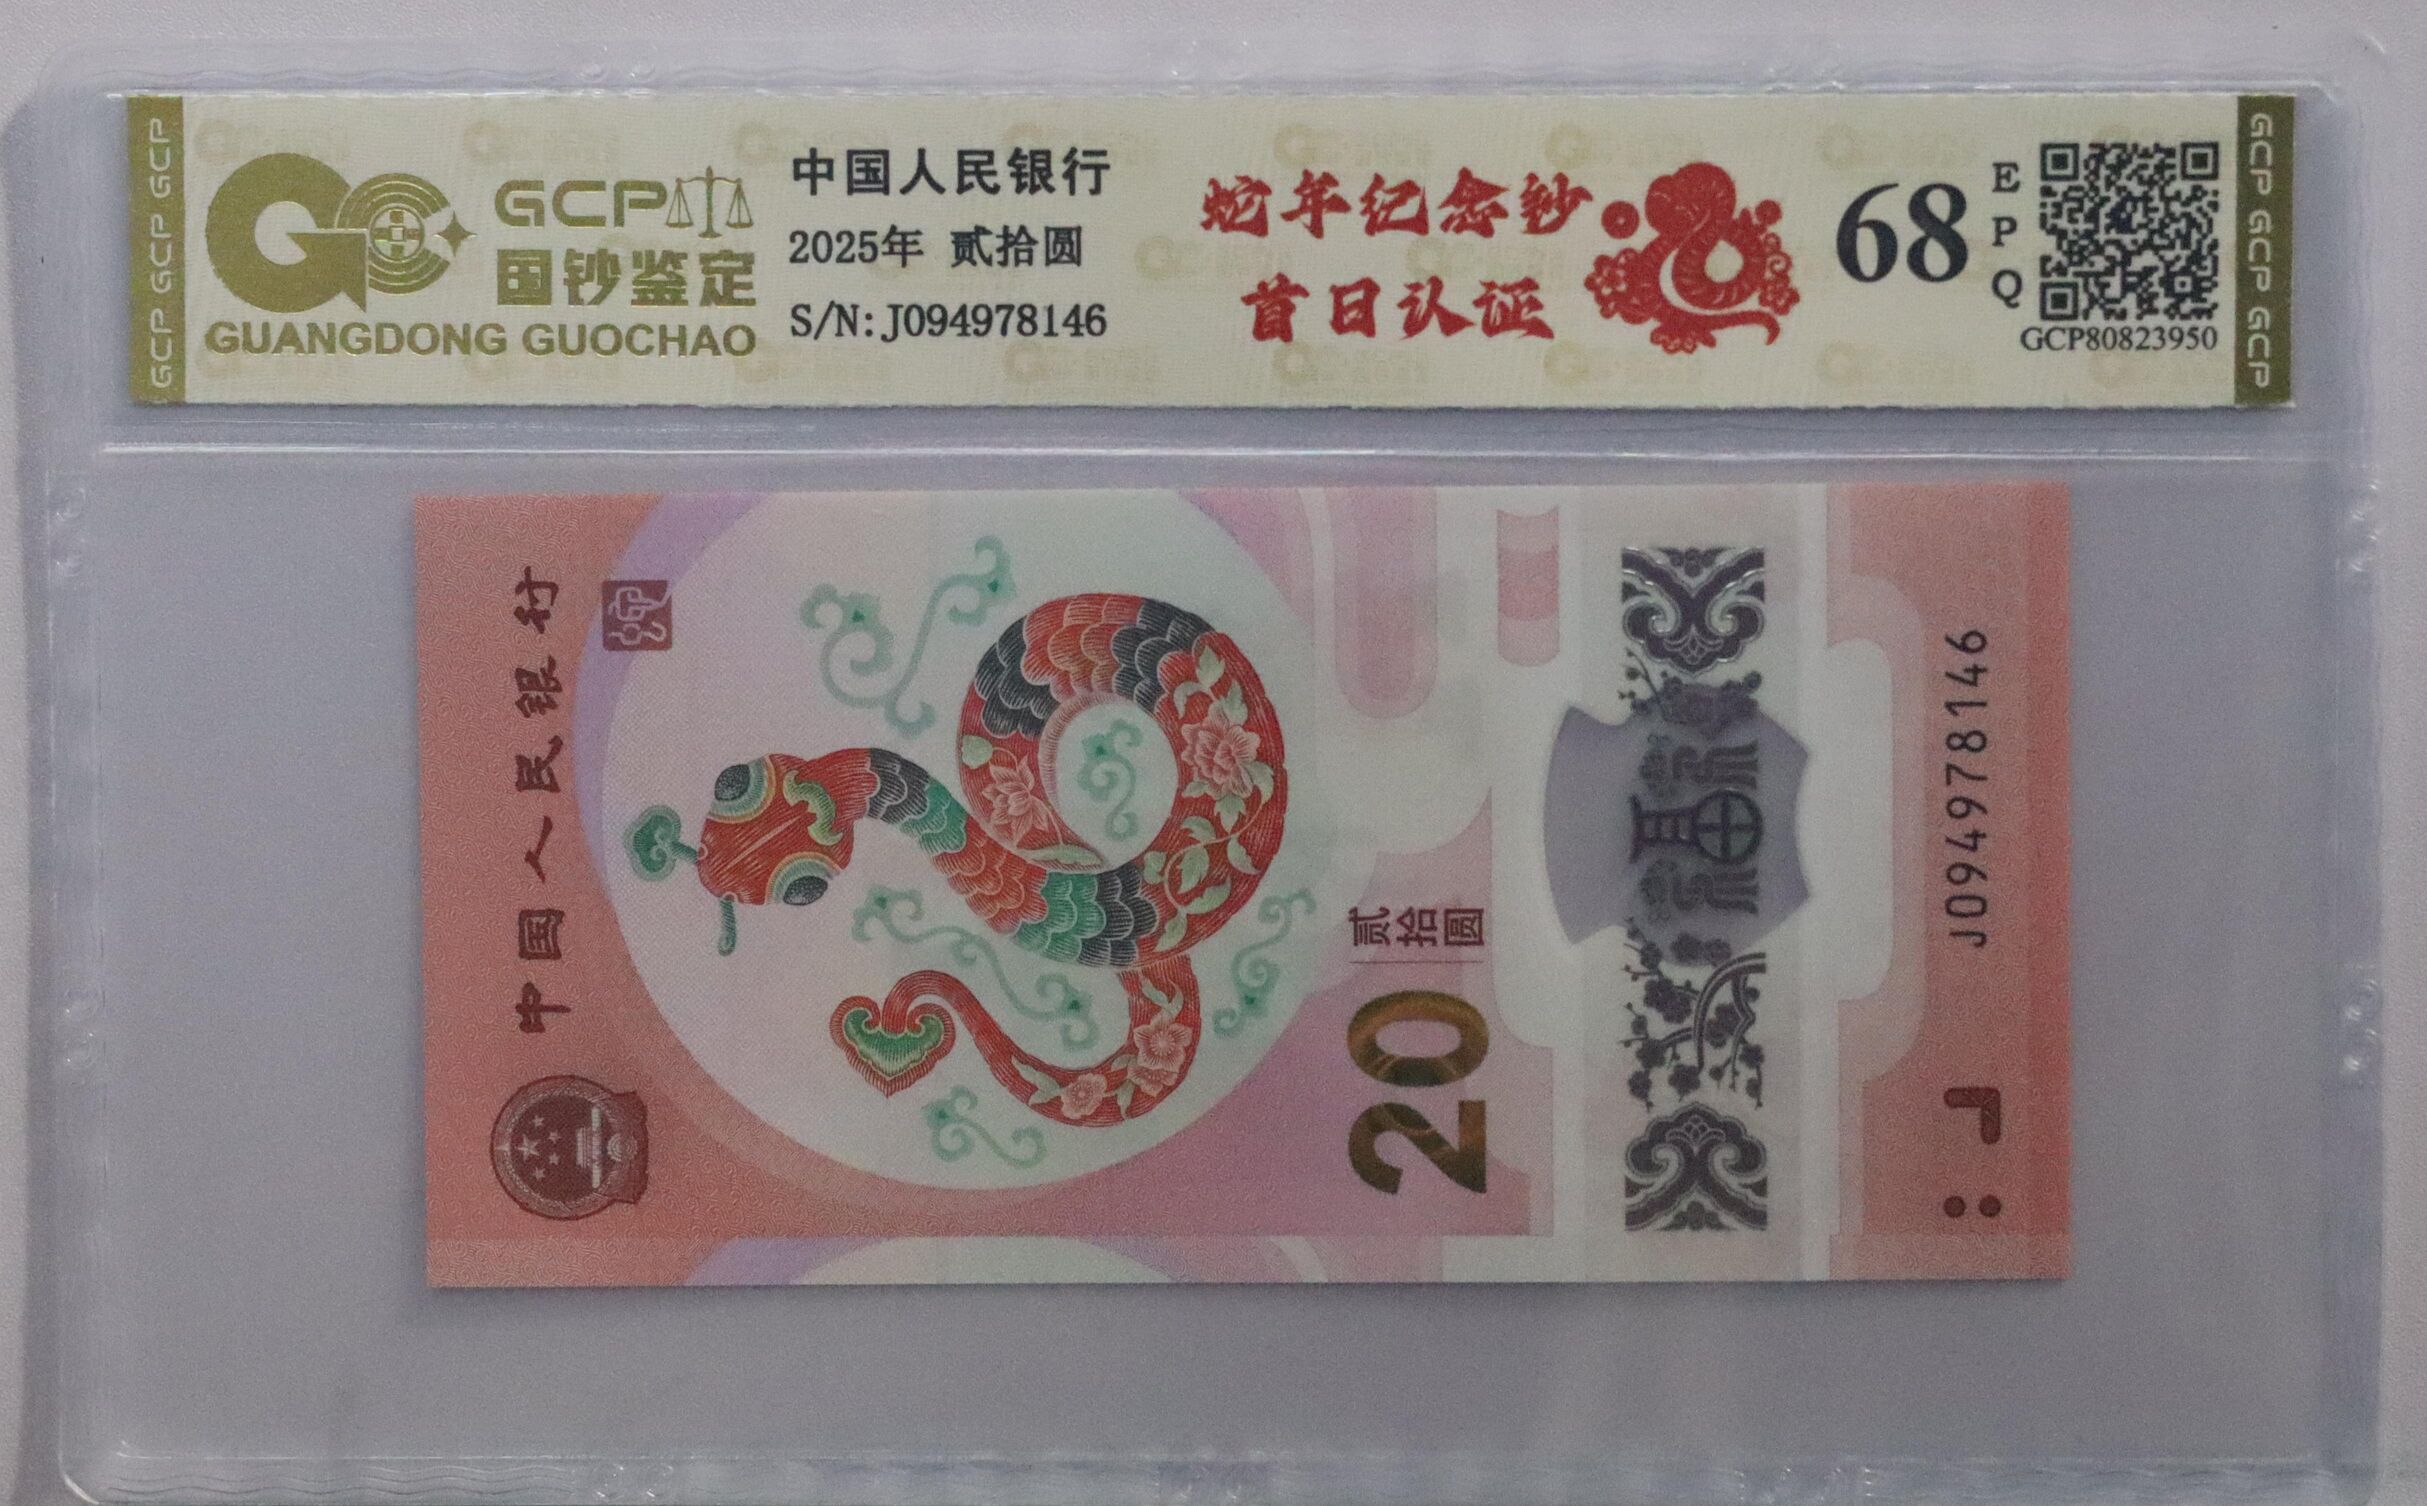 GCP GCP GCP
GCP
国钞鉴定
GUANGDONG GUOCHAO
中国人民银行
2025年 贰拾圆
S/N: J094978146
蛇年纪念钞
首日认证
68
EPQ
GCP80823950
GCP GCP GCP
中国人民银行
贰拾圆
20
福
J094978146